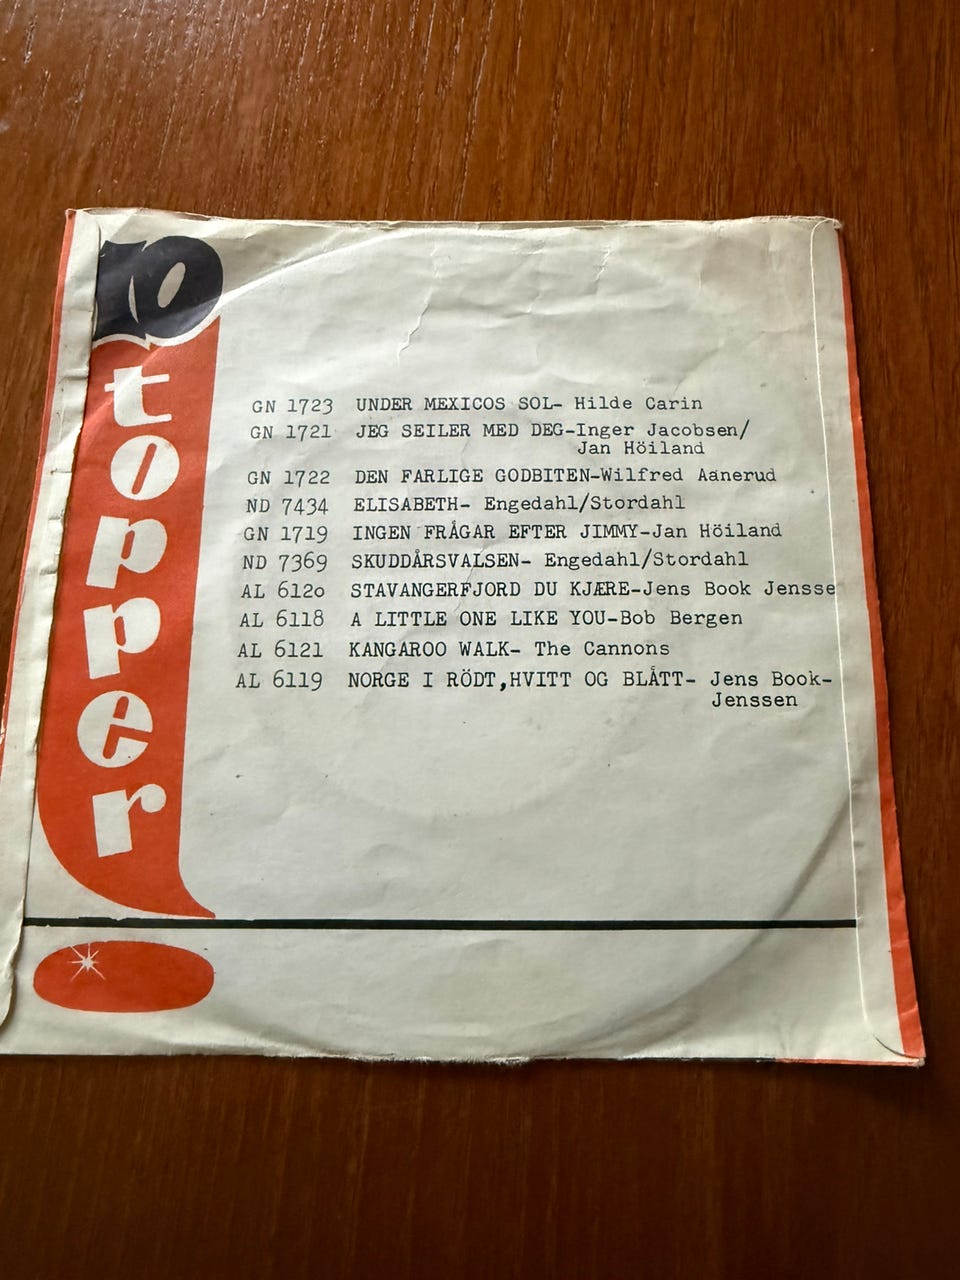 10
topper
GN 1723 UNDER MEXICOS SOL- Hilde Carin
GN 1721 JEG SEILER MED DEG-Inger Jacobsen/
Jan Höiland
GN 1722 DEN FARLIGE GODBITEN-Wilfred Aanerud
ND 7434 ELISABETH- Engedahl/Stordahl
GN 1719 INGEN FRÅGAR EFTER JIMMY-Jan Höiland
ND 7369 SKUDDÅRSVALSEN- Engedahl/Stordahl
AL 612o STAVANGERFJORD DU KJÆRE-Jens Book Jensse
AL 6118 A LITTLE ONE LIKE YOU-Bob Bergen
AL 6121 KANGAROO WALK- The Cannons
AL 6119 NORGE I RÖDT,HVITT OG BLÅTT- Jens Book-
Jenssen